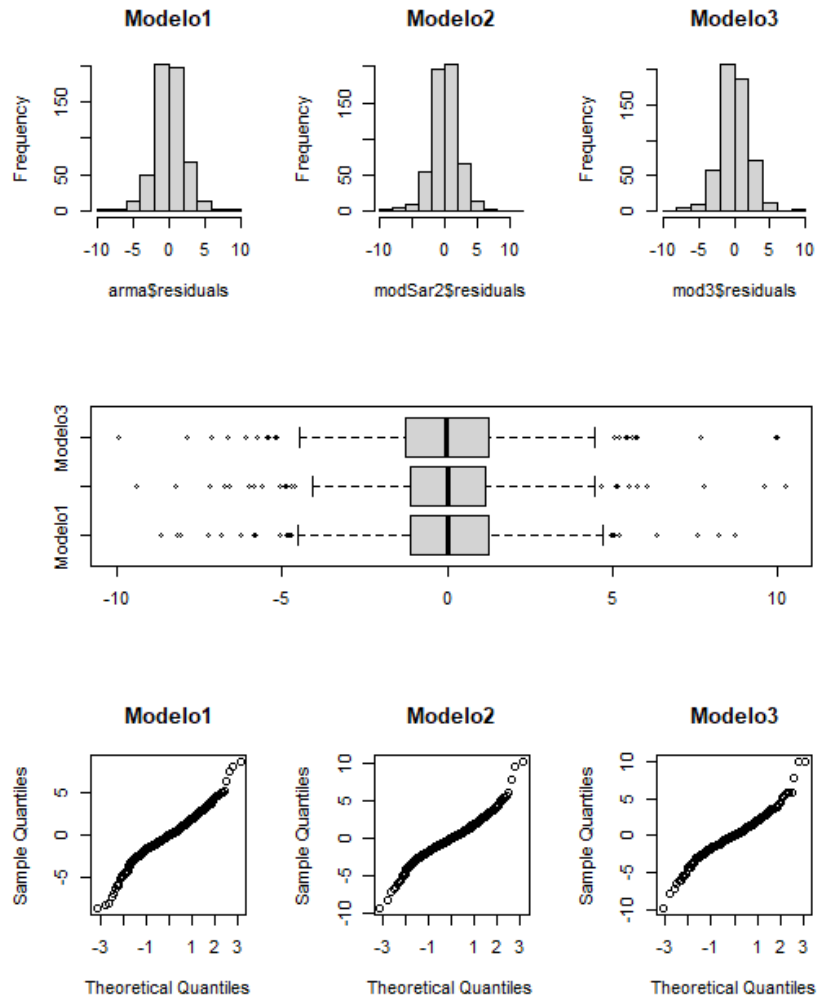 Modelo1 Modelo2 Modelo3
Frequency
0 50 150
-10 -5 0 5 10
arma$residuals
Frequency
0 50 150
-10 -5 0 5 10
modSar2$residuals
Frequency
0 50 150
-10 -5 0 5 10
mod3$residuals
Modelo3
Modelo1
-10 -5 0 5 10
Modelo1 Modelo2 Modelo3
Sample Quantiles
-5 0 5
-3 -1 1 2 3
Theoretical Quantiles
Sample Quantiles
-10 -5 0 5 10
-3 -1 1 2 3
Theoretical Quantiles
Sample Quantiles
-10 -5 0 5 10
-3 -1 1 2 3
Theoretical Quantiles